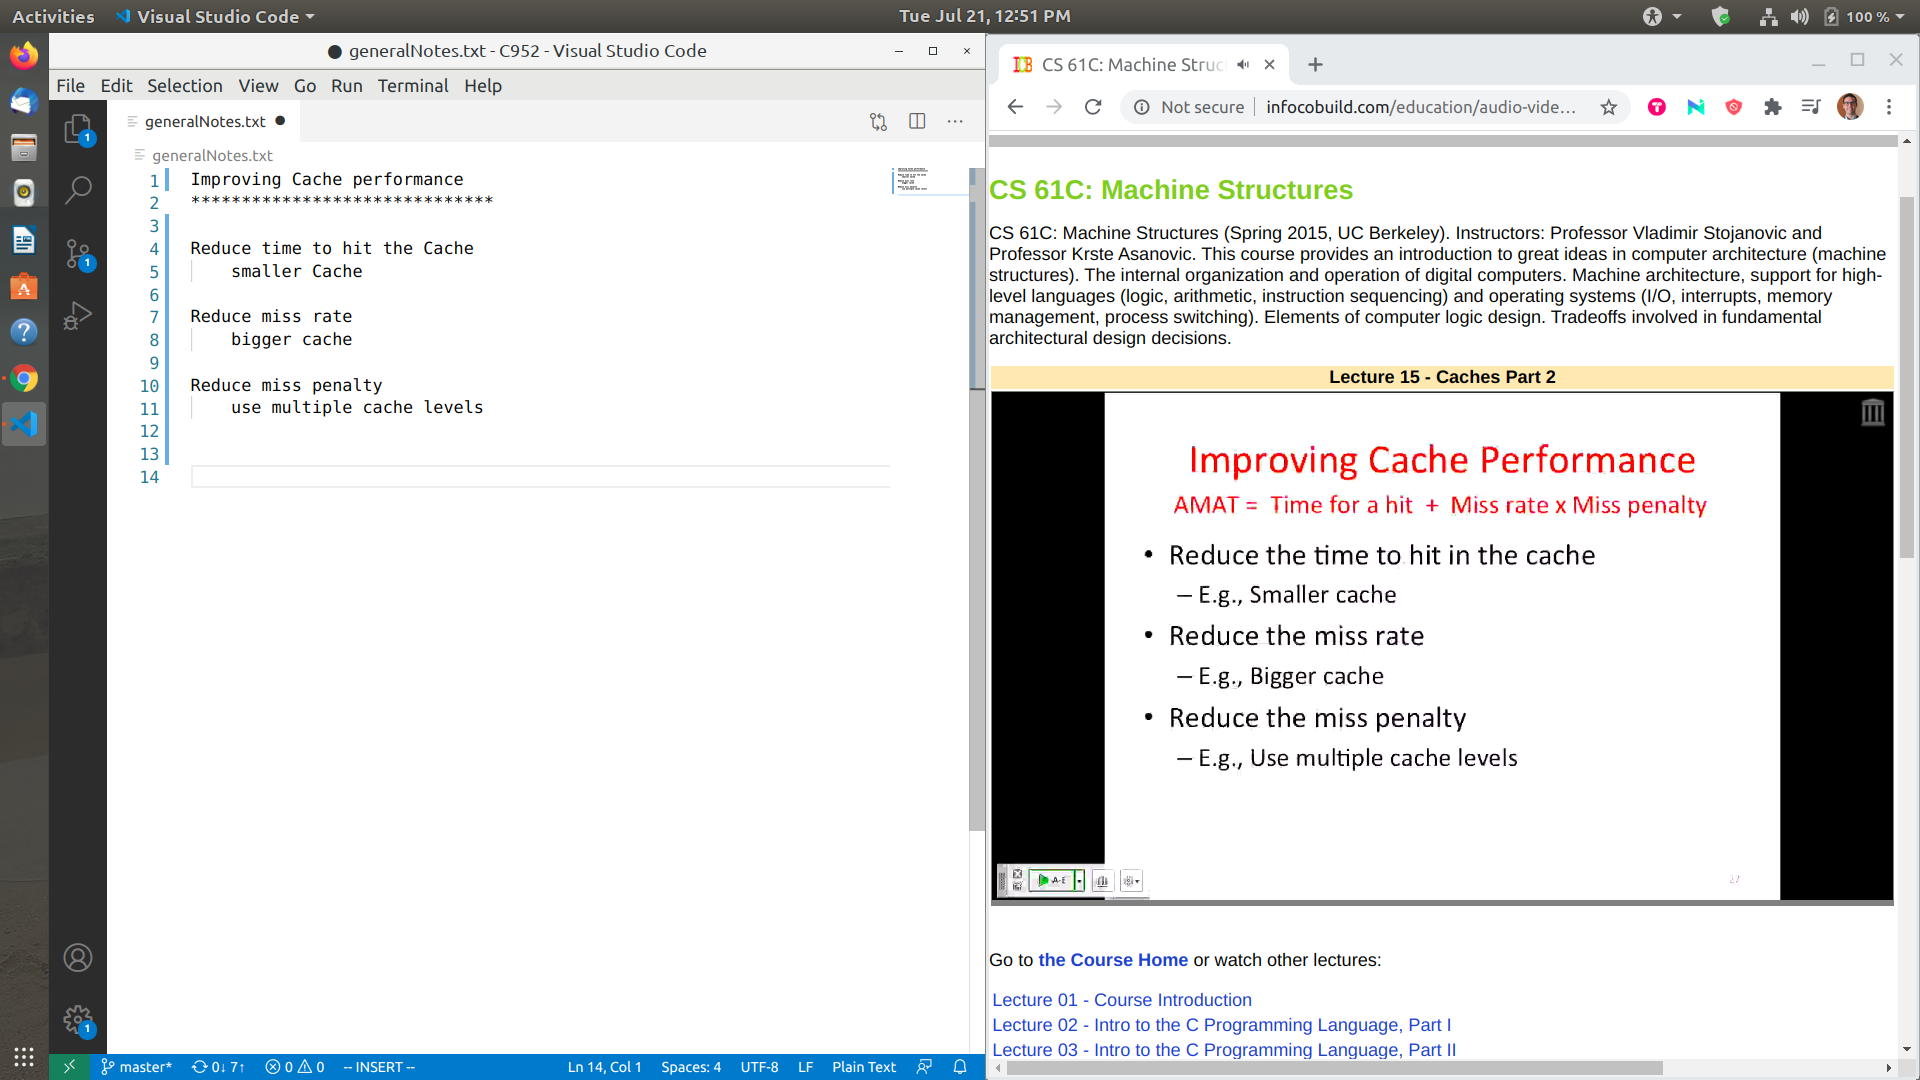 Activities
Visual Studio Code
Tue Jul 21, 12:51 PM
100 %
● generalNotes.txt - C952 - Visual Studio Code
File Edit Selection View Go Run Terminal Help
generalNotes.txt
generalNotes.txt
1 Improving Cache performance
2 ******************************
3
4 Reduce time to hit the Cache
5 smaller Cache
6
7 Reduce miss rate
8 bigger cache
9
10 Reduce miss penalty
11 use multiple cache levels
12
13
14
1
1
1
master* 0↓ 7↑ 0 0 -- INSERT -- Ln 14, Col 1 Spaces: 4 UTF-8 LF Plain Text
CS 61C: Machine Struc
Not secure | infocobuild.com/education/audio-vide...
CS 61C: Machine Structures
CS 61C: Machine Structures (Spring 2015, UC Berkeley). Instructors: Professor Vladimir Stojanovic and
Professor Krste Asanovic. This course provides an introduction to great ideas in computer architecture (machine
structures). The internal organization and operation of digital computers. Machine architecture, support for high-
level languages (logic, arithmetic, instruction sequencing) and operating systems (I/O, interrupts, memory
management, process switching). Elements of computer logic design. Tradeoffs involved in fundamental
architectural design decisions.
Lecture 15 - Caches Part 2
Improving Cache Performance
AMAT = Time for a hit + Miss rate x Miss penalty
• Reduce the time to hit in the cache
– E.g., Smaller cache
• Reduce the miss rate
– E.g., Bigger cache
• Reduce the miss penalty
– E.g., Use multiple cache levels
A-E
27
Go to the Course Home or watch other lectures:
Lecture 01 - Course Introduction
Lecture 02 - Intro to the C Programming Language, Part I
Lecture 03 - Intro to the C Programming Language, Part II